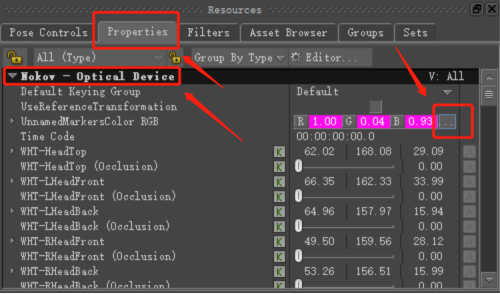 Resources
Pose Controls Properties Filters Asset Browser Groups Sets
All (Type) Group By Type Editor...
Nokov - Optical Device V: All
Default Keying Group Default
UseReferenceTransformation
UnnamedMarkersColor RGB R 1.00 G 0.04 B 0.93 ..
Time Code 00:00:00:00.0
WHT-HeadTop K 62.02 168.08 29.09 A
WHT-HeadTop (Occlusion) K 0.00 A
WHT-LHeadFront K 66.35 162.33 33.99 A
WHT-LHeadFront (Occlusion) K 0.00 A
WHT-LHeadBack K 64.96 157.97 15.94 A
WHT-LHeadBack (Occlusion) K 0.00 A
WHT-RHeadFront K 49.50 159.56 28.12 A
WHT-RHeadFront (Occlusion) K 0.00 A
WHT-RHeadBack K 53.26 156.51 15.99 A
WHT-RHeadBack (Occlusion) K 0.00 A